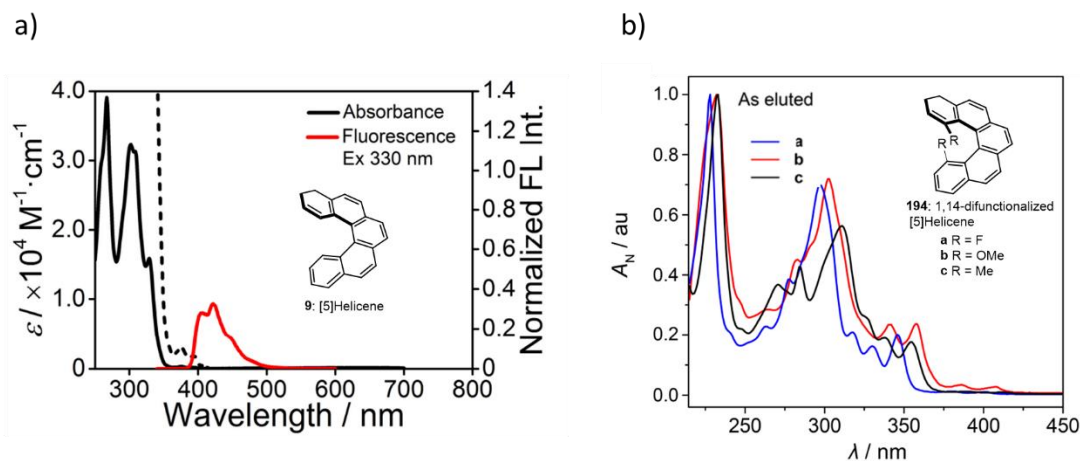 a)
b)
4.0
3.0
2.0
1.0
0
ε / ×10⁴ M⁻¹·cm⁻¹
1.4
1.2
1.0
0.8
0.6
0.4
0.2
0
Normalized FL Int.
Absorbance
Fluorescence
Ex 330 nm
9: [5]Helicene
300 400 500 600 700 800
Wavelength / nm
1.0
0.8
0.6
0.4
0.2
0.0
A_N / au
As eluted
a
b
c
R
R
194: 1,14-difunctionalized
[5]Helicene
a R = F
b R = OMe
c R = Me
250 300 350 400 450
λ / nm